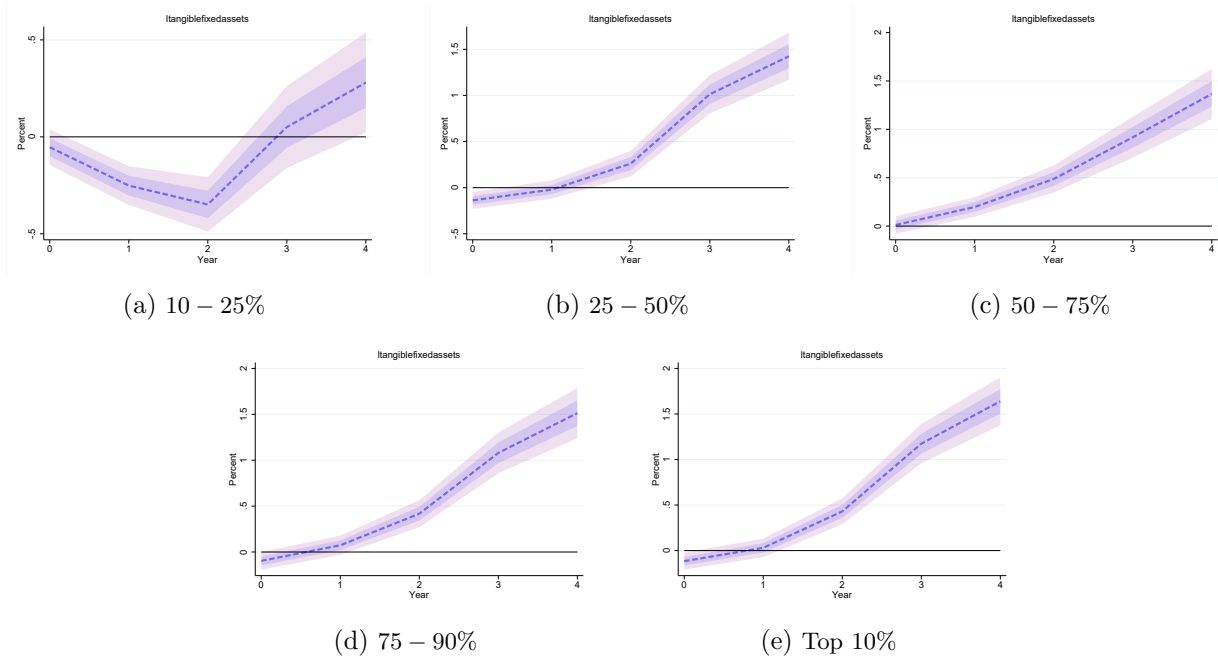 ltangiblefixedassets
Percent
.5
0
-.5
0 1 2 3 4
Year
(a) 10 – 25%
ltangiblefixedassets
Percent
1.5
1
.5
0
-.5
0 1 2 3 4
Year
(b) 25 – 50%
ltangiblefixedassets
Percent
2
1.5
1
.5
0
0 1 2 3 4
Year
(c) 50 – 75%
ltangiblefixedassets
Percent
2
1.5
1
.5
0
0 1 2 3 4
Year
(d) 75 – 90%
ltangiblefixedassets
Percent
2
1.5
1
.5
0
0 1 2 3 4
Year
(e) Top 10%